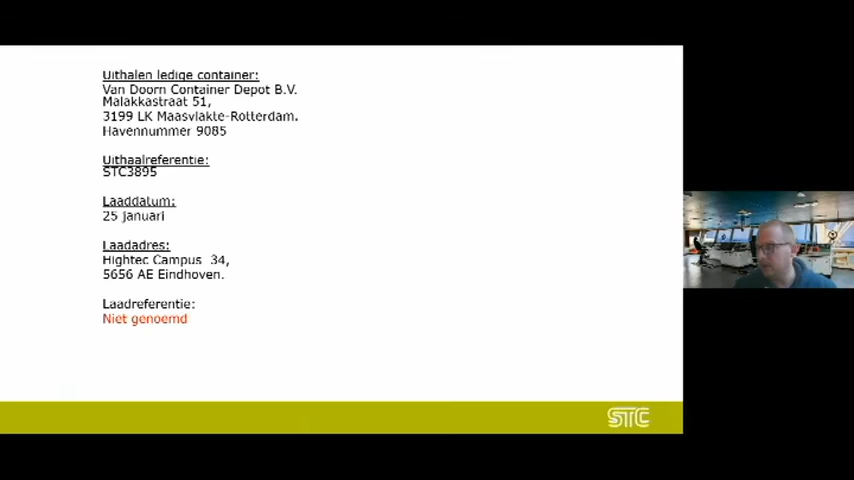 Uithalen ledige container:
Van Doorn Container Depot B.V.
Malakkastraat 51,
3199 LK Maasvlakte-Rotterdam.
Havennummer 9085
Uithaalreferentie:
STC3895
Laaddatum:
25 januari
Laadadres:
Hightec Campus 34,
5656 AE Eindhoven.
Laadreferentie:
Niet genoemd
STC